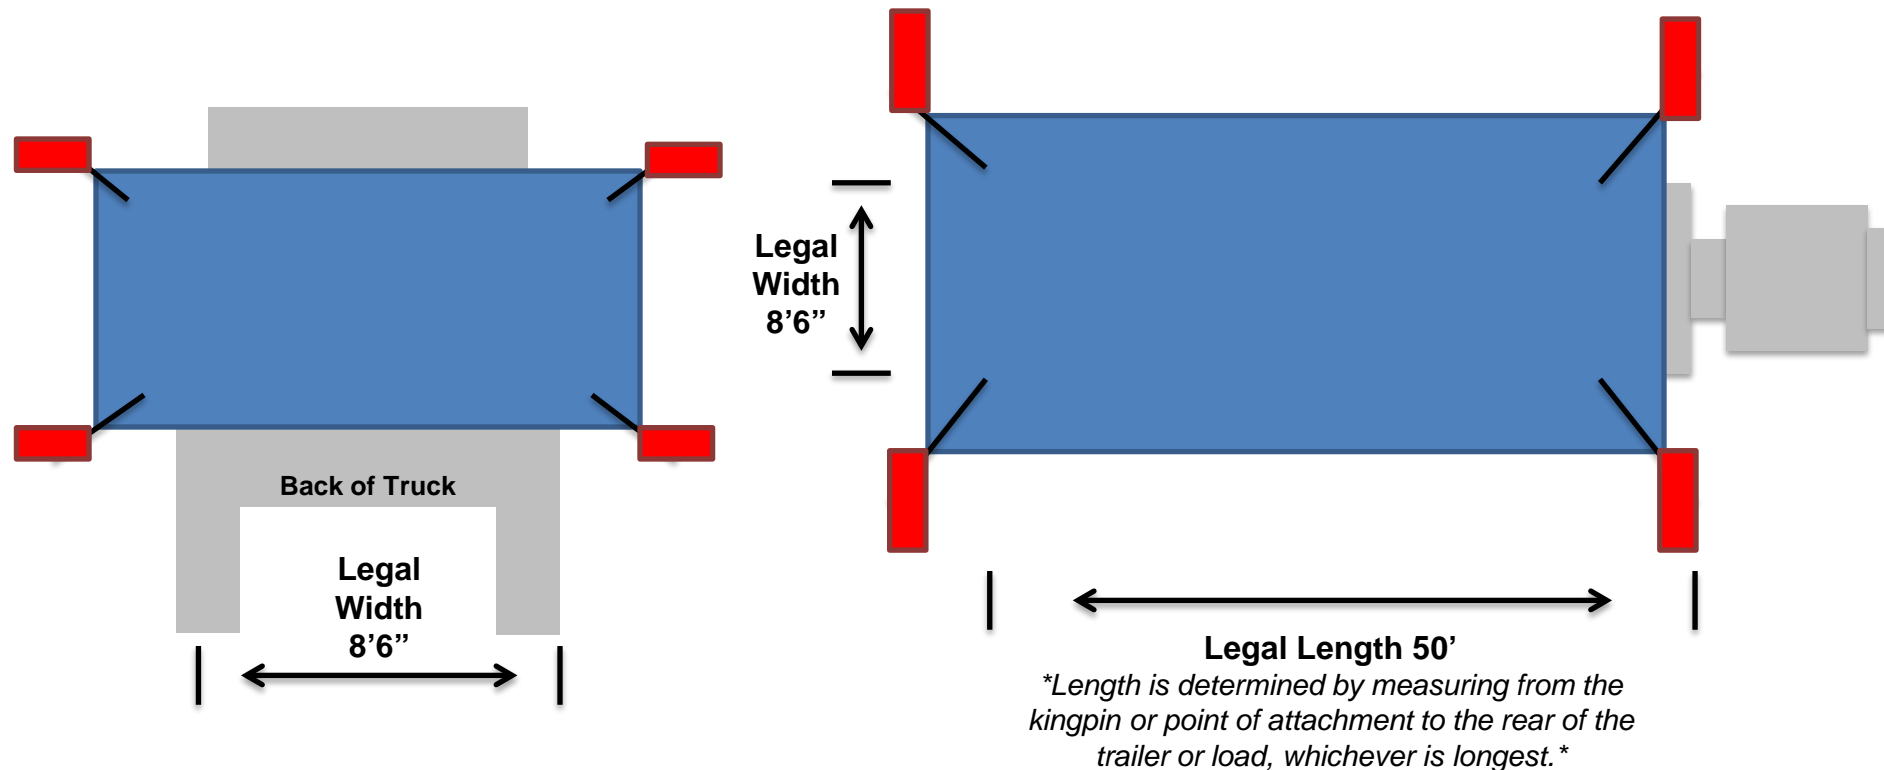 Back of Truck
Legal
Width
8’6”
Legal
Width
8’6”
Legal Length 50’
*Length is determined by measuring from the
kingpin or point of attachment to the rear of the
trailer or load, whichever is longest.*